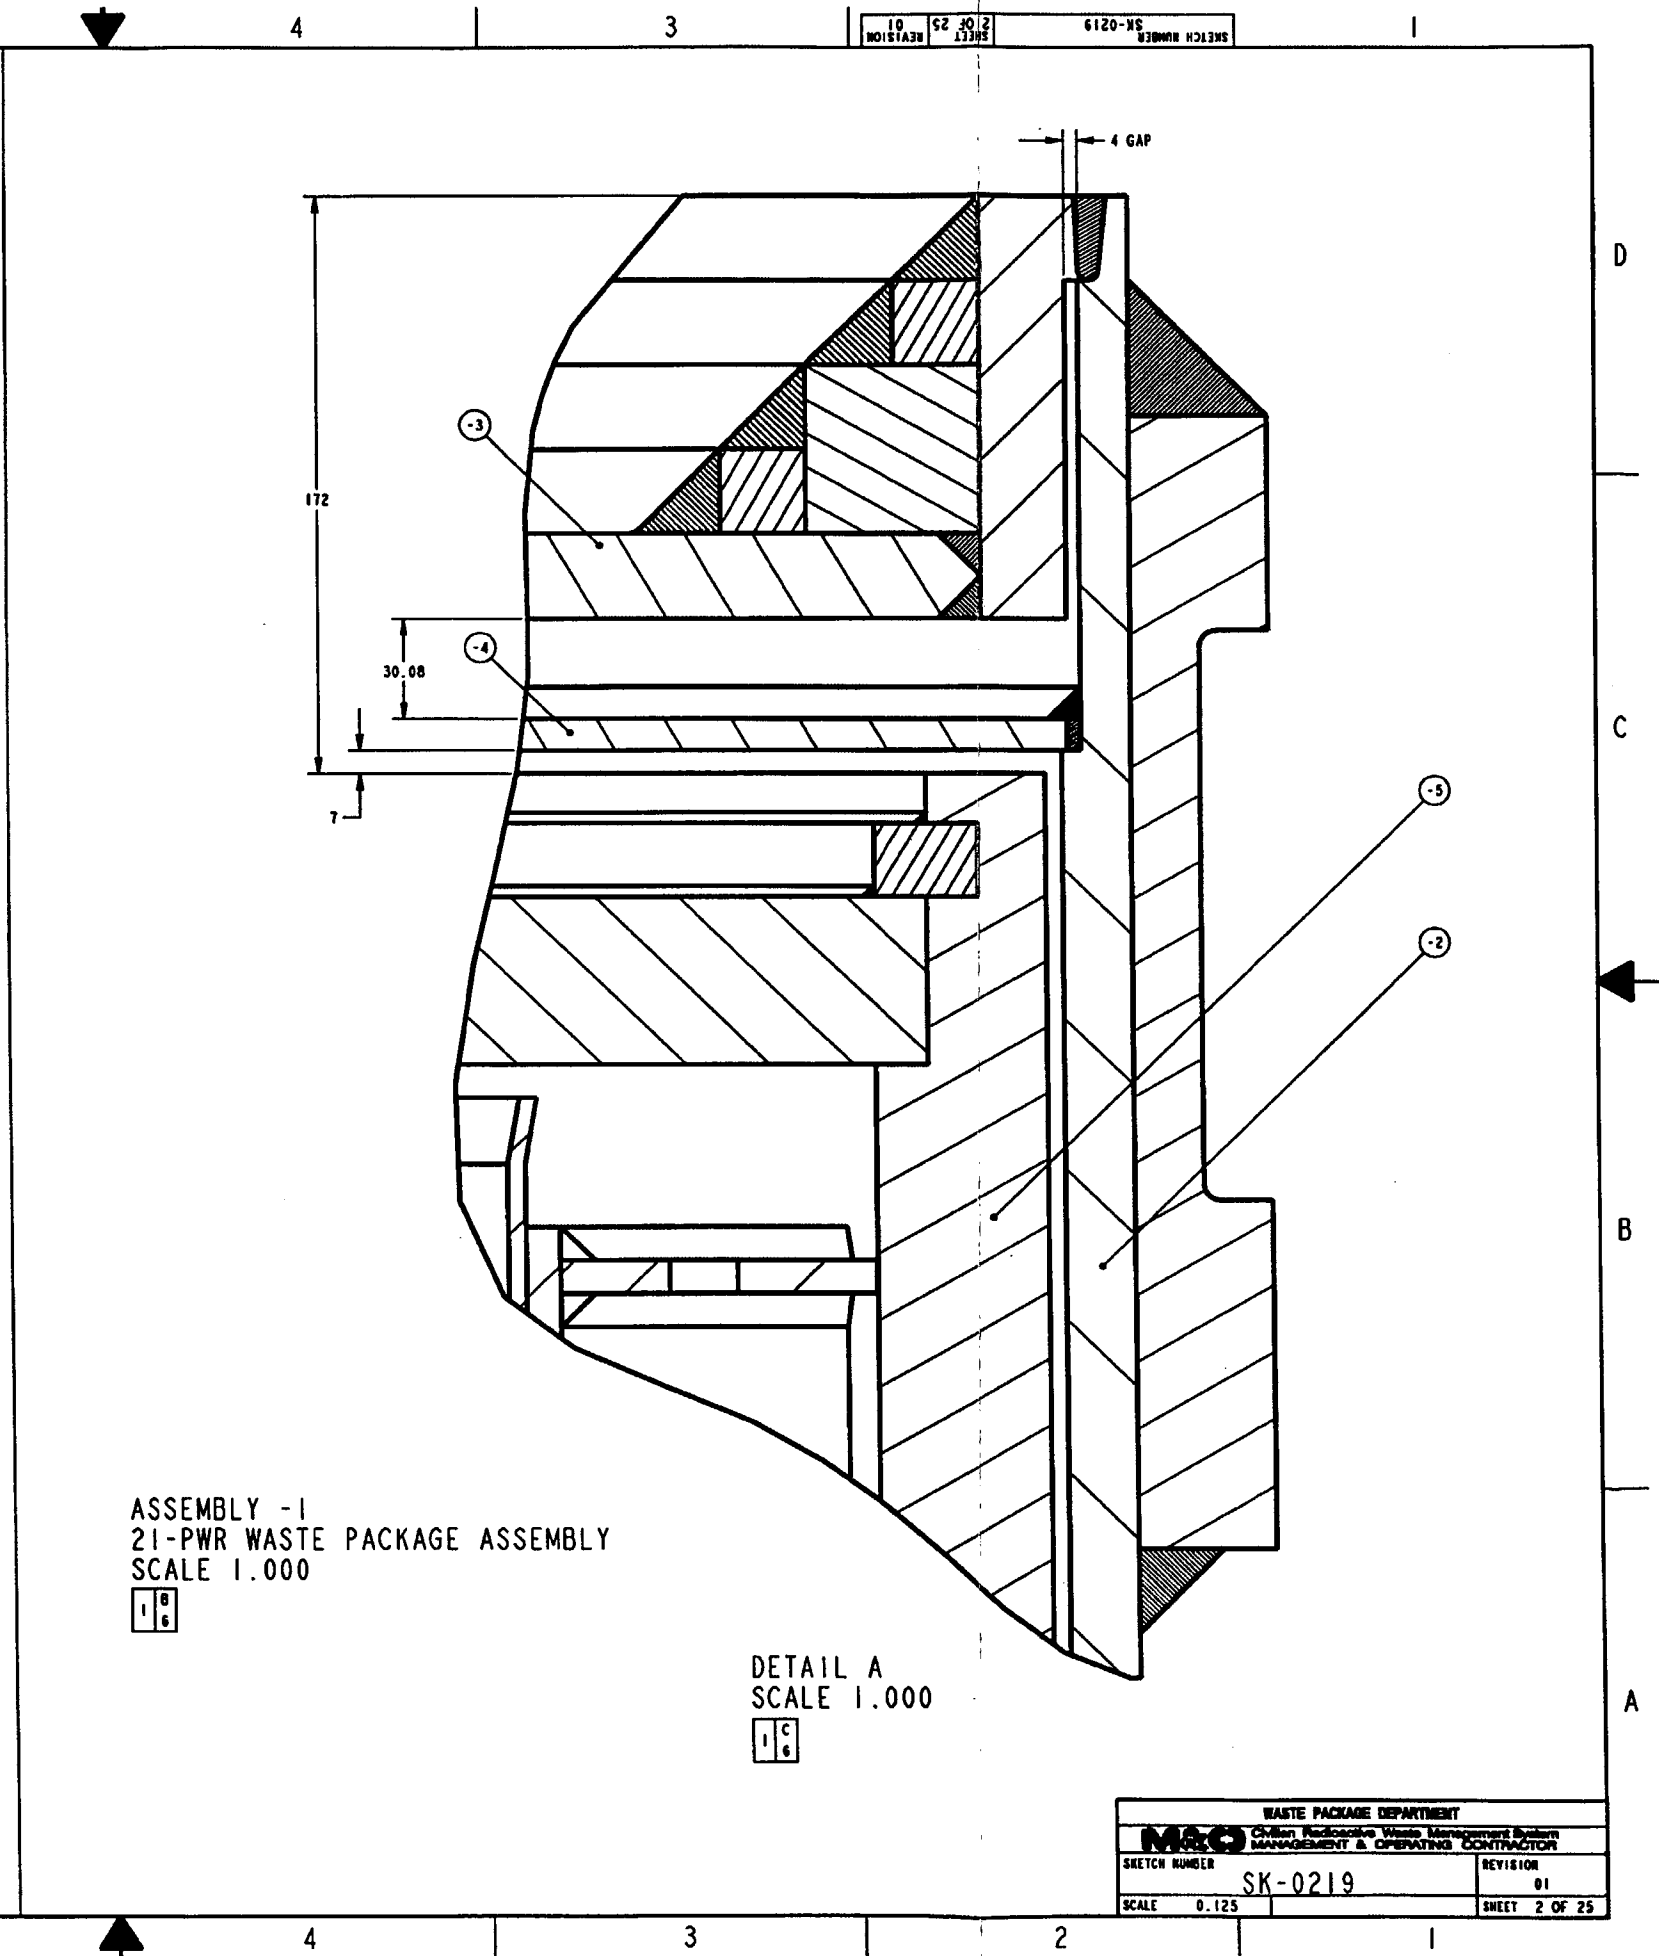 4
3
SKETCH NUMBER
SK-0219
SHEET
2 OF 25
REVISION
01
1
4 GAP
D
-3
172
-4
30.08
C
7
-5
-2
B
ASSEMBLY -1
21-PWR WASTE PACKAGE ASSEMBLY
SCALE 1.000
1 B 6
DETAIL A
SCALE 1.000
1 C 6
A
WASTE PACKAGE DEPARTMENT
M&O Civilian Radioactive Waste Management System
MANAGEMENT & OPERATING CONTRACTOR
SKETCH NUMBER
SK-0219
REVISION
01
SCALE 0.125
SHEET 2 OF 25
4
3
2
1